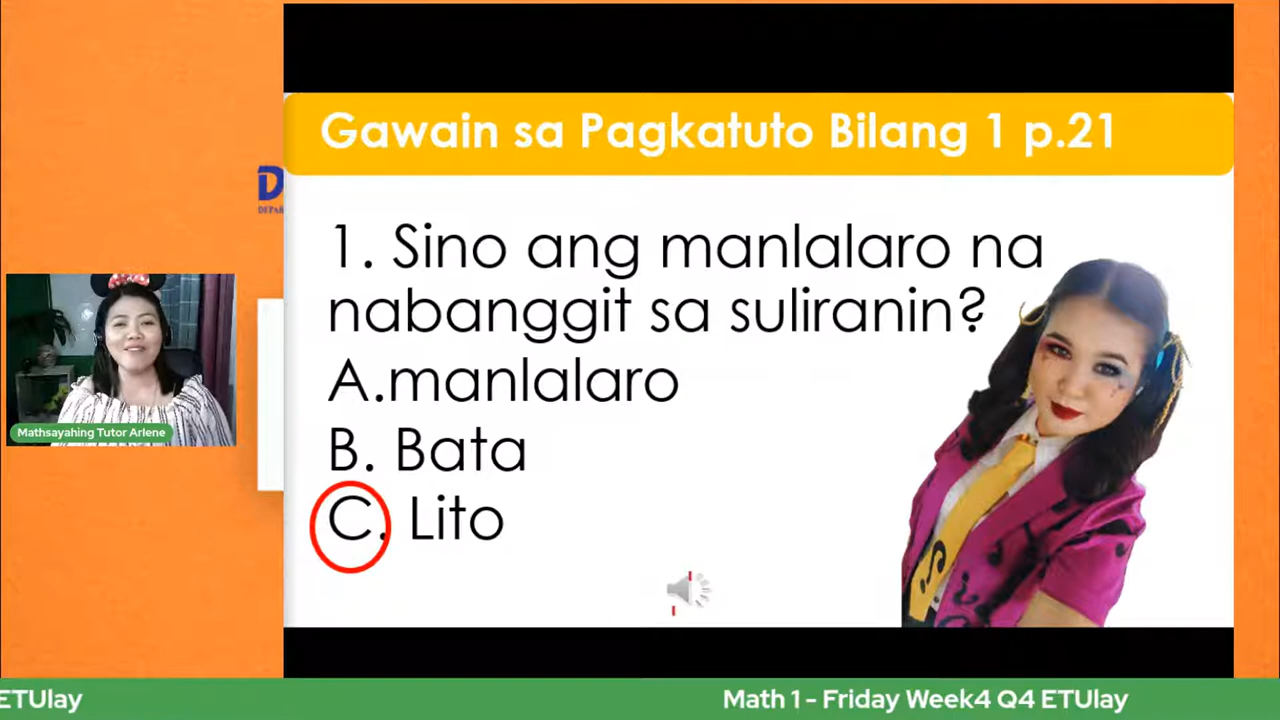 Gawain sa Pagkatuto Bilang 1 p.21
1. Sino ang manlalaro na
nabanggit sa suliranin?
A.manlalaro
B. Bata
C. Lito
Mathsayahing Tutor Arlene
ETUlay
Math 1 - Friday Week4 Q4 ETUlay